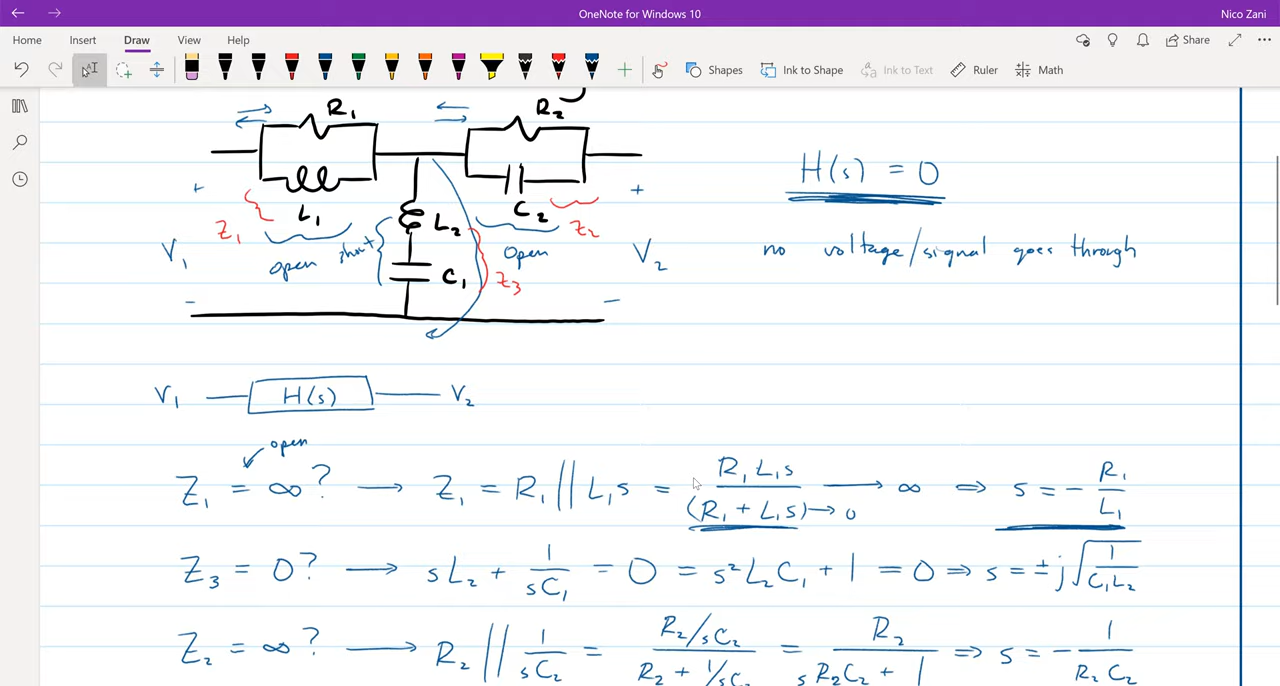 OneNote for Windows 10
Nico Zani
Home Insert Draw View Help
Share
Shapes Ink to Shape Ink to Text Ruler Math
R₁ R₂
L₁ C₂
Z₁ Z₂
+ +
V₁ open short L₂ open V₂
C₁ Z₃
- -
H(s) = 0
no voltage/signal goes through
V₁ H(s) V₂
open
Z₁ = ∞ ? → Z₁ = R₁ || L₁s = R₁L₁s / (R₁ + L₁s) → 0 → ∞ ⇒ s = - R₁/L₁
Z₃ = 0 ? → sL₂ + 1/sC₁ = 0 = s²L₂C₁ + 1 = 0 ⇒ s = ±j√(1/C₁L₂)
Z₂ = ∞ ? → R₂ || 1/sC₂ = R₂/sC₂ / R₂ + 1/sC₂ = R₂ / sR₂C₂ + 1 ⇒ s = - 1/R₂C₂